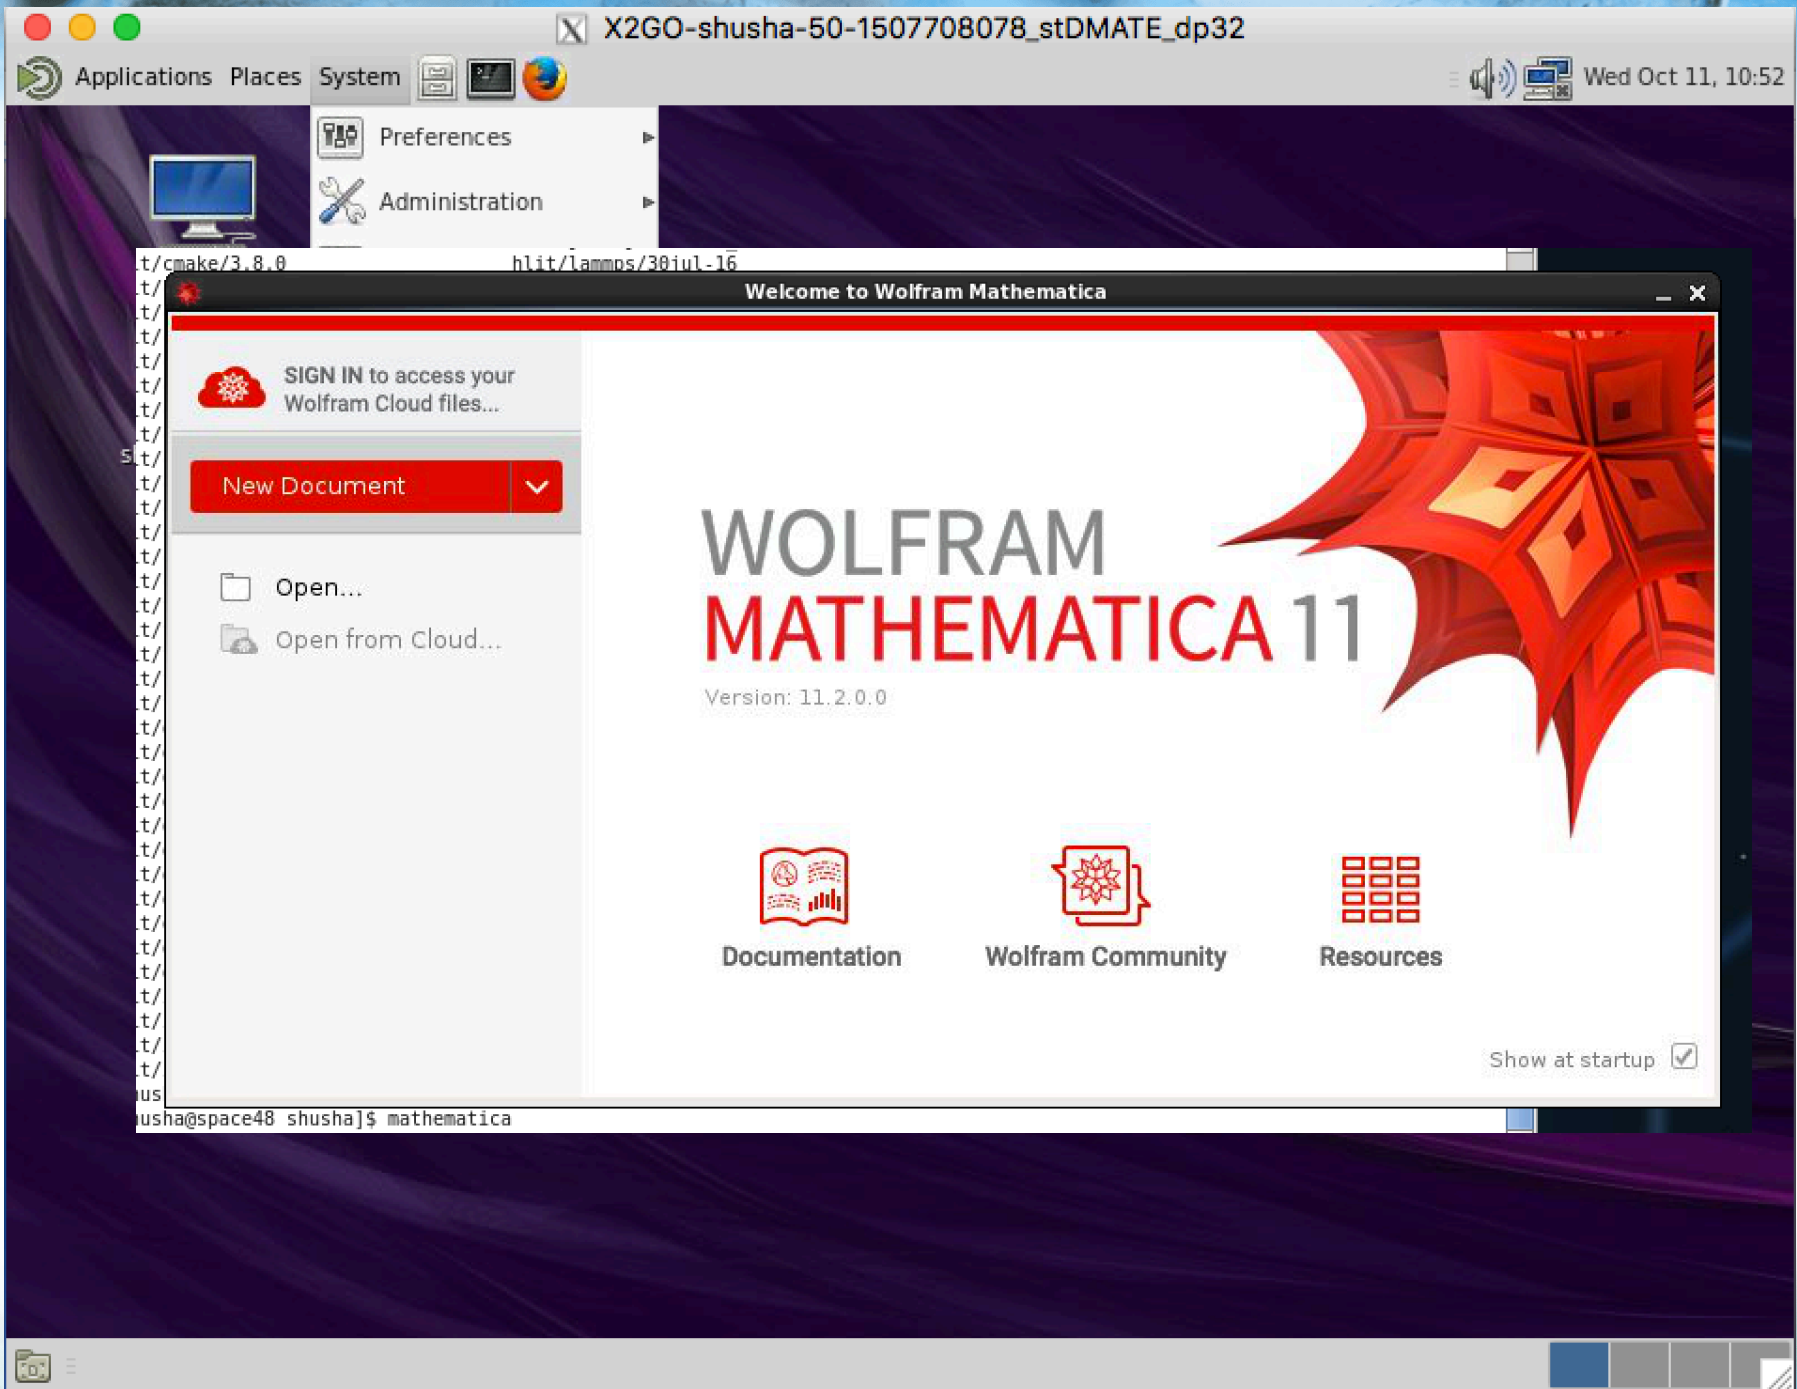 X2GO-shusha-50-1507708078_stDMATE_dp32
Applications Places System Wed Oct 11, 10:52
Preferences
Administration
t/cmake/3.8.0 hlit/lammps/30jul-16
Welcome to Wolfram Mathematica
SIGN IN to access your
Wolfram Cloud files...
New Document
Open...
Open from Cloud...
WOLFRAM
MATHEMATICA 11
Version: 11.2.0.0
Documentation Wolfram Community Resources
Show at startup
usha@space48 shusha]$ mathematica